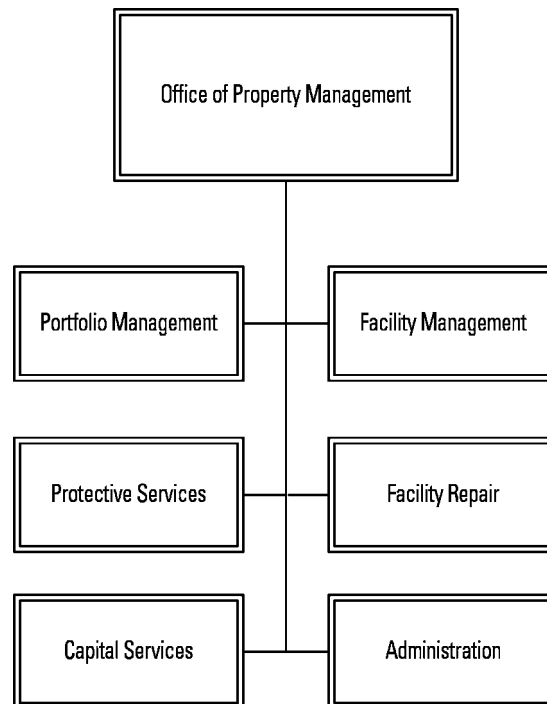 Office of Property Management
Portfolio Management
Facility Management
Protective Services
Facility Repair
Capital Services
Administration